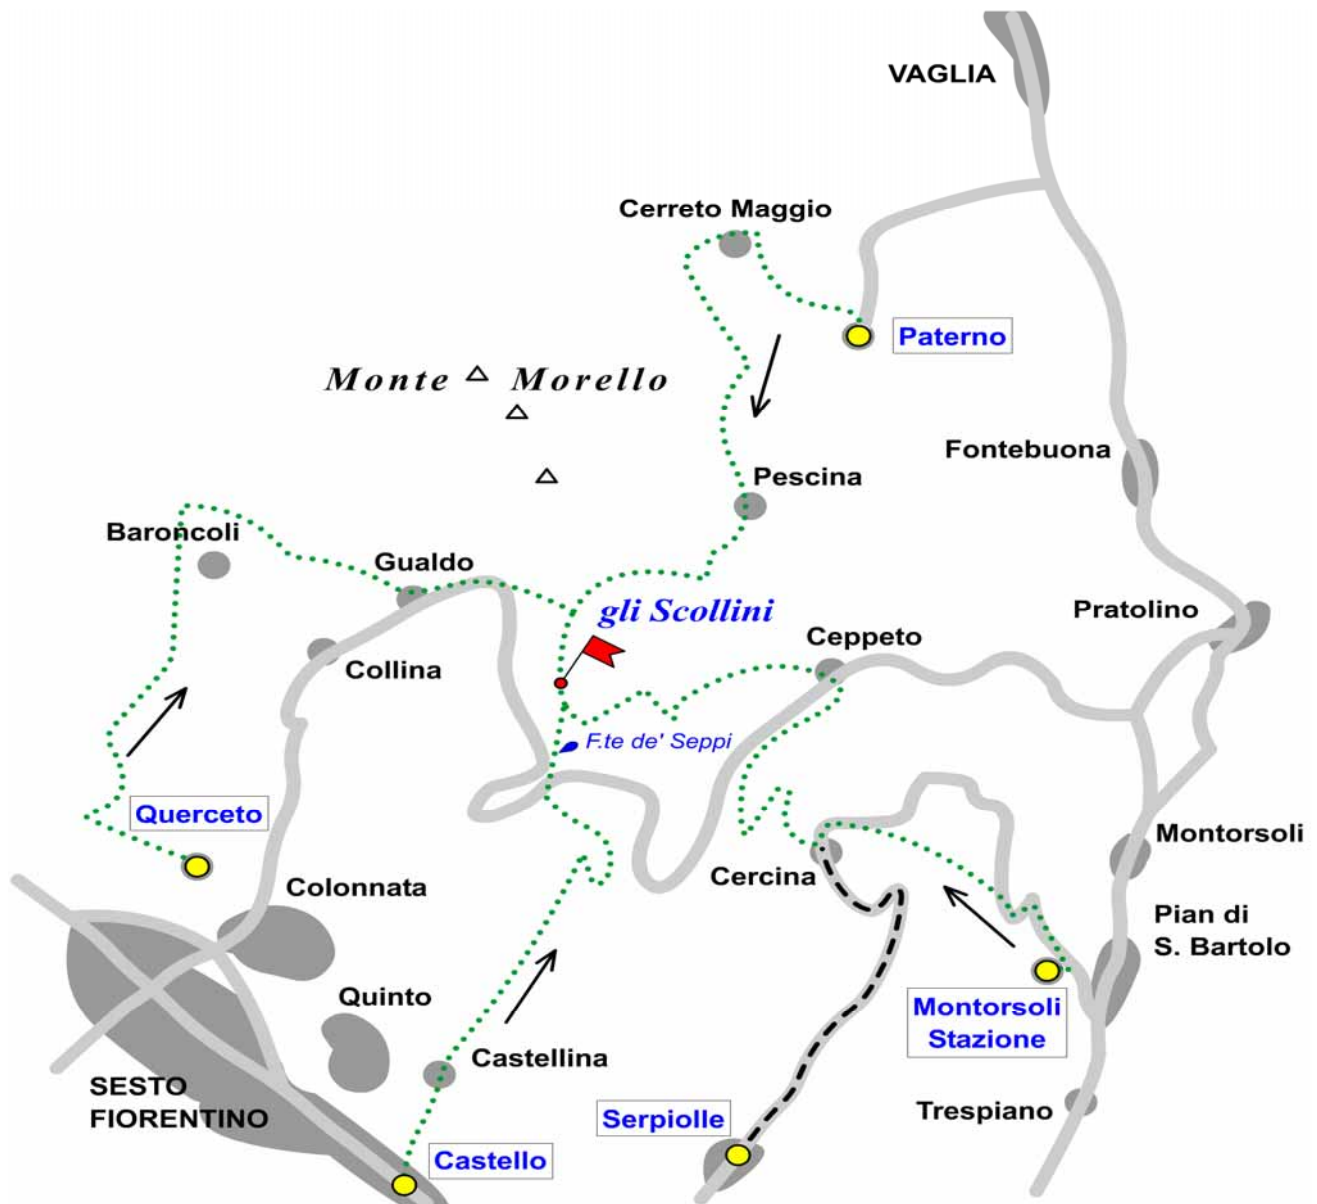 VAGLIA
Cerreto Maggio
Paterno
Monte Morello
Fontebuona
Pescina
Baroncoli
Gualdo
gli Scollini
Pratolino
Ceppeto
Collina
F.te de' Seppi
Querceto
Montorsoli
Cercina
Colonnata
Pian di
S. Bartolo
Quinto
Montorsoli
Stazione
Castellina
SESTO
FIORENTINO
Serpiolle
Trespiano
Castello